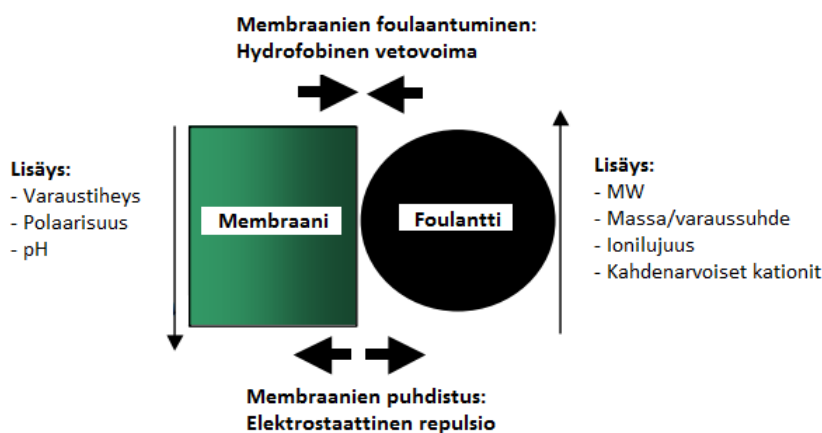 Membraanien foulaantuminen:
Hydrofobinen vetovoima
Lisäys:
- Varaustiheys
- Polaarisuus
- pH
Membraani
Foulantti
Lisäys:
- MW
- Massa/varaussuhde
- Ionilujuus
- Kahdenarvoiset kationit
Membraanien puhdistus:
Elektrostaattinen repulsio